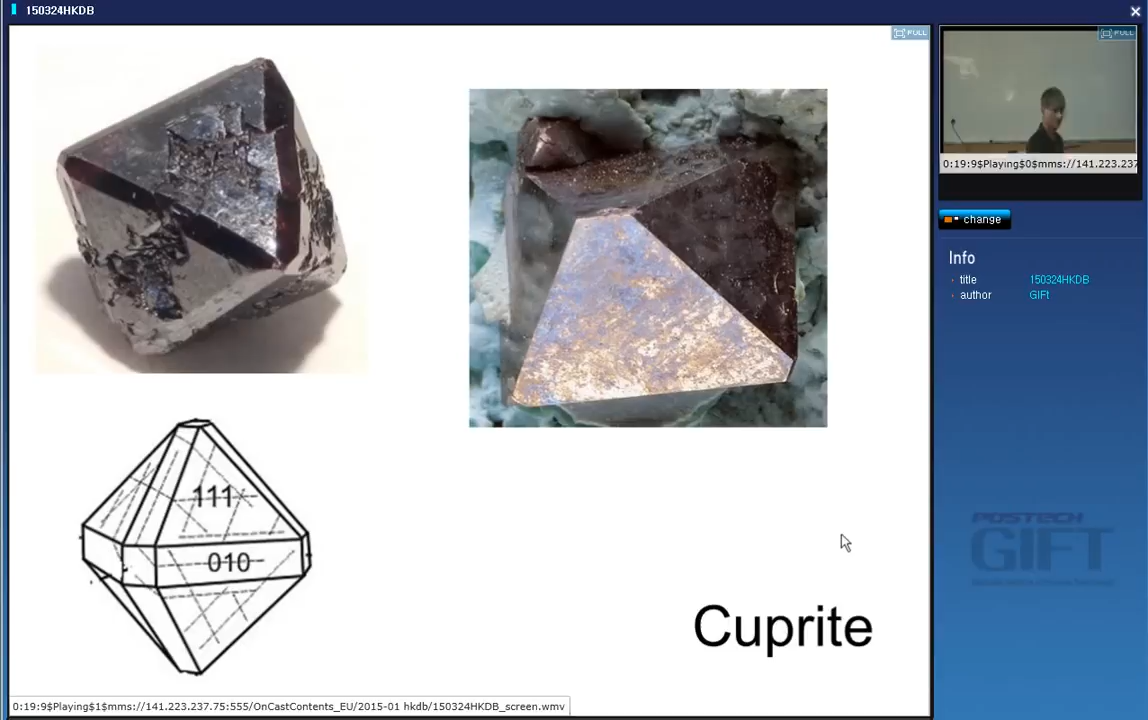 150324HKDB
FULL
FULL
0:19:9$Playing$0$mms://141.223.237
change
Info
title 150324HKDB
author GIFt
111
010
Cuprite
POSTECH
GIFT
0:19:9$Playing$1$mms://141.223.237.75:555/OnCastContents_EU/2015-01 hkdb/150324HKDB_screen.wmv